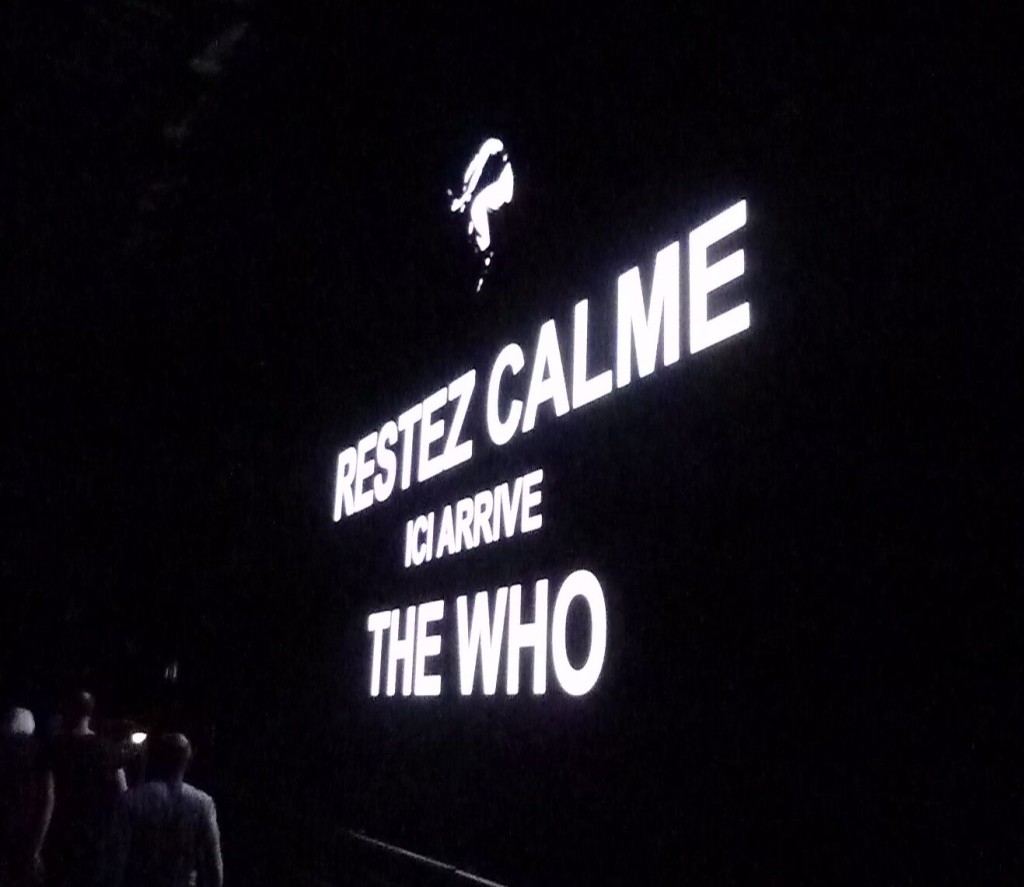 RESTEZ CALME
ICI ARRIVE
THE WHO